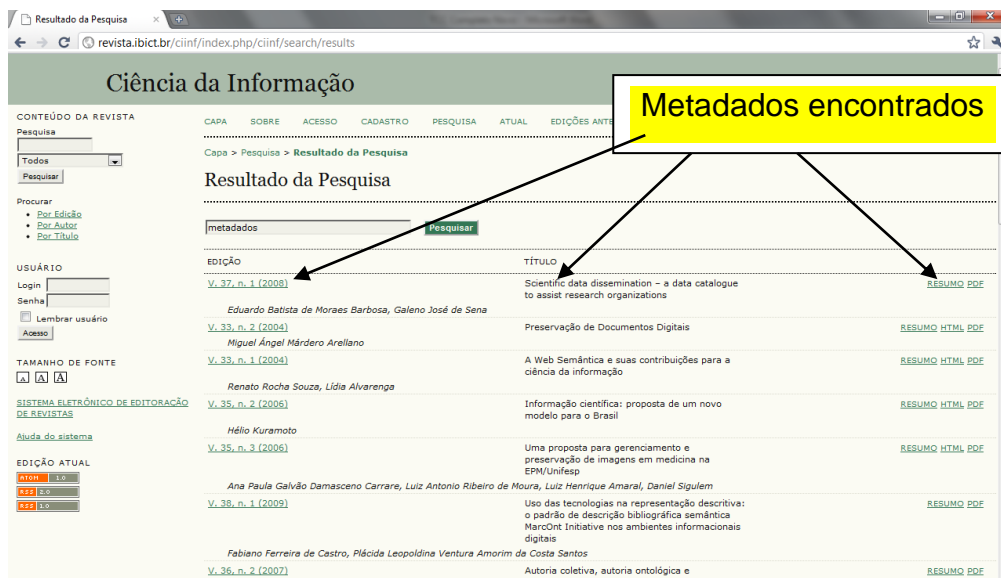 Resultado da Pesquisa
revista.ibict.br/ciinf/index.php/ciinf/search/results
Ciência da Informação
Metadados encontrados
CONTEÚDO DA REVISTA
Pesquisa
Todos
Pesquisar
Procurar
Por Edição
Por Autor
Por Título
USUÁRIO
Login
Senha
Lembrar usuário
Acesso
TAMANHO DE FONTE
A A A
SISTEMA ELETRÔNICO DE EDITORAÇÃO
DE REVISTAS
Ajuda do sistema
EDIÇÃO ATUAL
ATOM 1.0
RSS 2.0
RSS 1.0
CAPA SOBRE ACESSO CADASTRO PESQUISA ATUAL EDIÇÕES ANTE
Capa > Pesquisa > Resultado da Pesquisa
Resultado da Pesquisa
metadados Pesquisar
EDIÇÃO TÍTULO
V. 37, n. 1 (2008) Scientific data dissemination – a data catalogue RESUMO PDF
to assist research organizations
Eduardo Batista de Moraes Barbosa, Galeno José de Sena
V. 33, n. 2 (2004) Preservação de Documentos Digitais RESUMO HTML PDF
Miguel Ángel Márdero Arellano
V. 33, n. 1 (2004) A Web Semântica e suas contribuições para a RESUMO HTML PDF
ciência da informação
Renato Rocha Souza, Lídia Alvarenga
V. 35, n. 2 (2006) Informação científica: proposta de um novo RESUMO HTML PDF
modelo para o Brasil
Hélio Kuramoto
V. 35, n. 3 (2006) Uma proposta para gerenciamento e RESUMO HTML PDF
preservação de imagens em medicina na
EPM/Unifesp
Ana Paula Galvão Damasceno Carrare, Luiz Antonio Ribeiro de Moura, Luiz Henrique Amaral, Daniel Sigulem
V. 38, n. 1 (2009) Uso das tecnologias na representação descritiva: RESUMO PDF
o padrão de descrição bibliográfica semântica
MarcOnt Initiative nos ambientes informacionais
digitais
Fabiano Ferreira de Castro, Plácida Leopoldina Ventura Amorim da Costa Santos
V. 36, n. 2 (2007) Autoria coletiva, autoria ontológica e RESUMO PDF